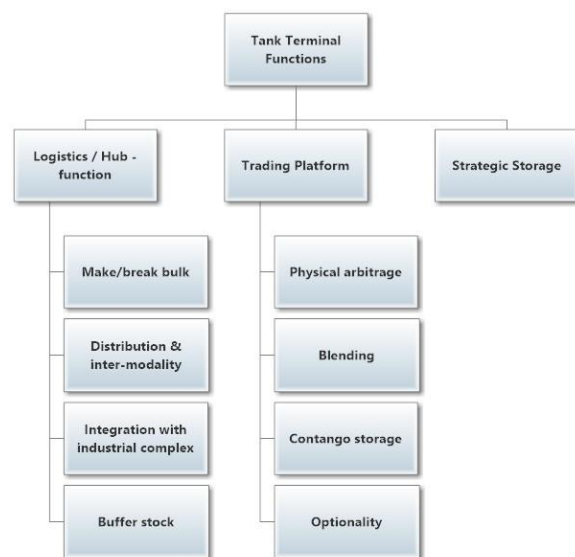 Tank Terminal
Functions
Logistics / Hub -
function
Trading Platform
Strategic Storage
Make/break bulk
Physical arbitrage
Distribution &
inter-modality
Blending
Integration with
industrial complex
Contango storage
Buffer stock
Optionality